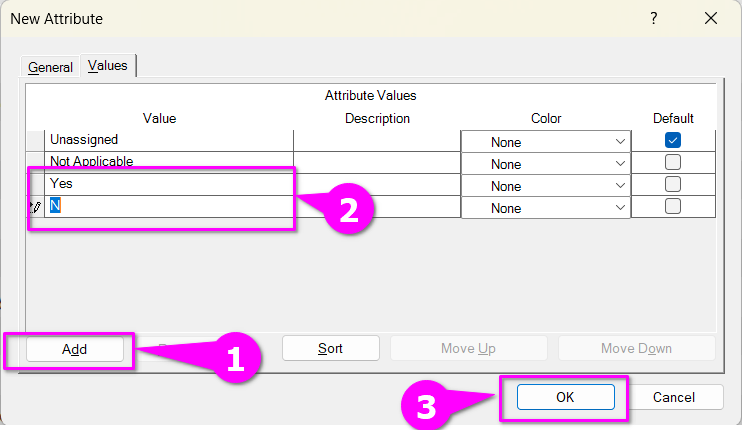 New Attribute ? ×
General Values
Attribute Values
Value Description Color Default
Unassigned None
Not Applicable None
Yes None
N None
2
Add Sort Move Up Move Down
1
OK Cancel
3